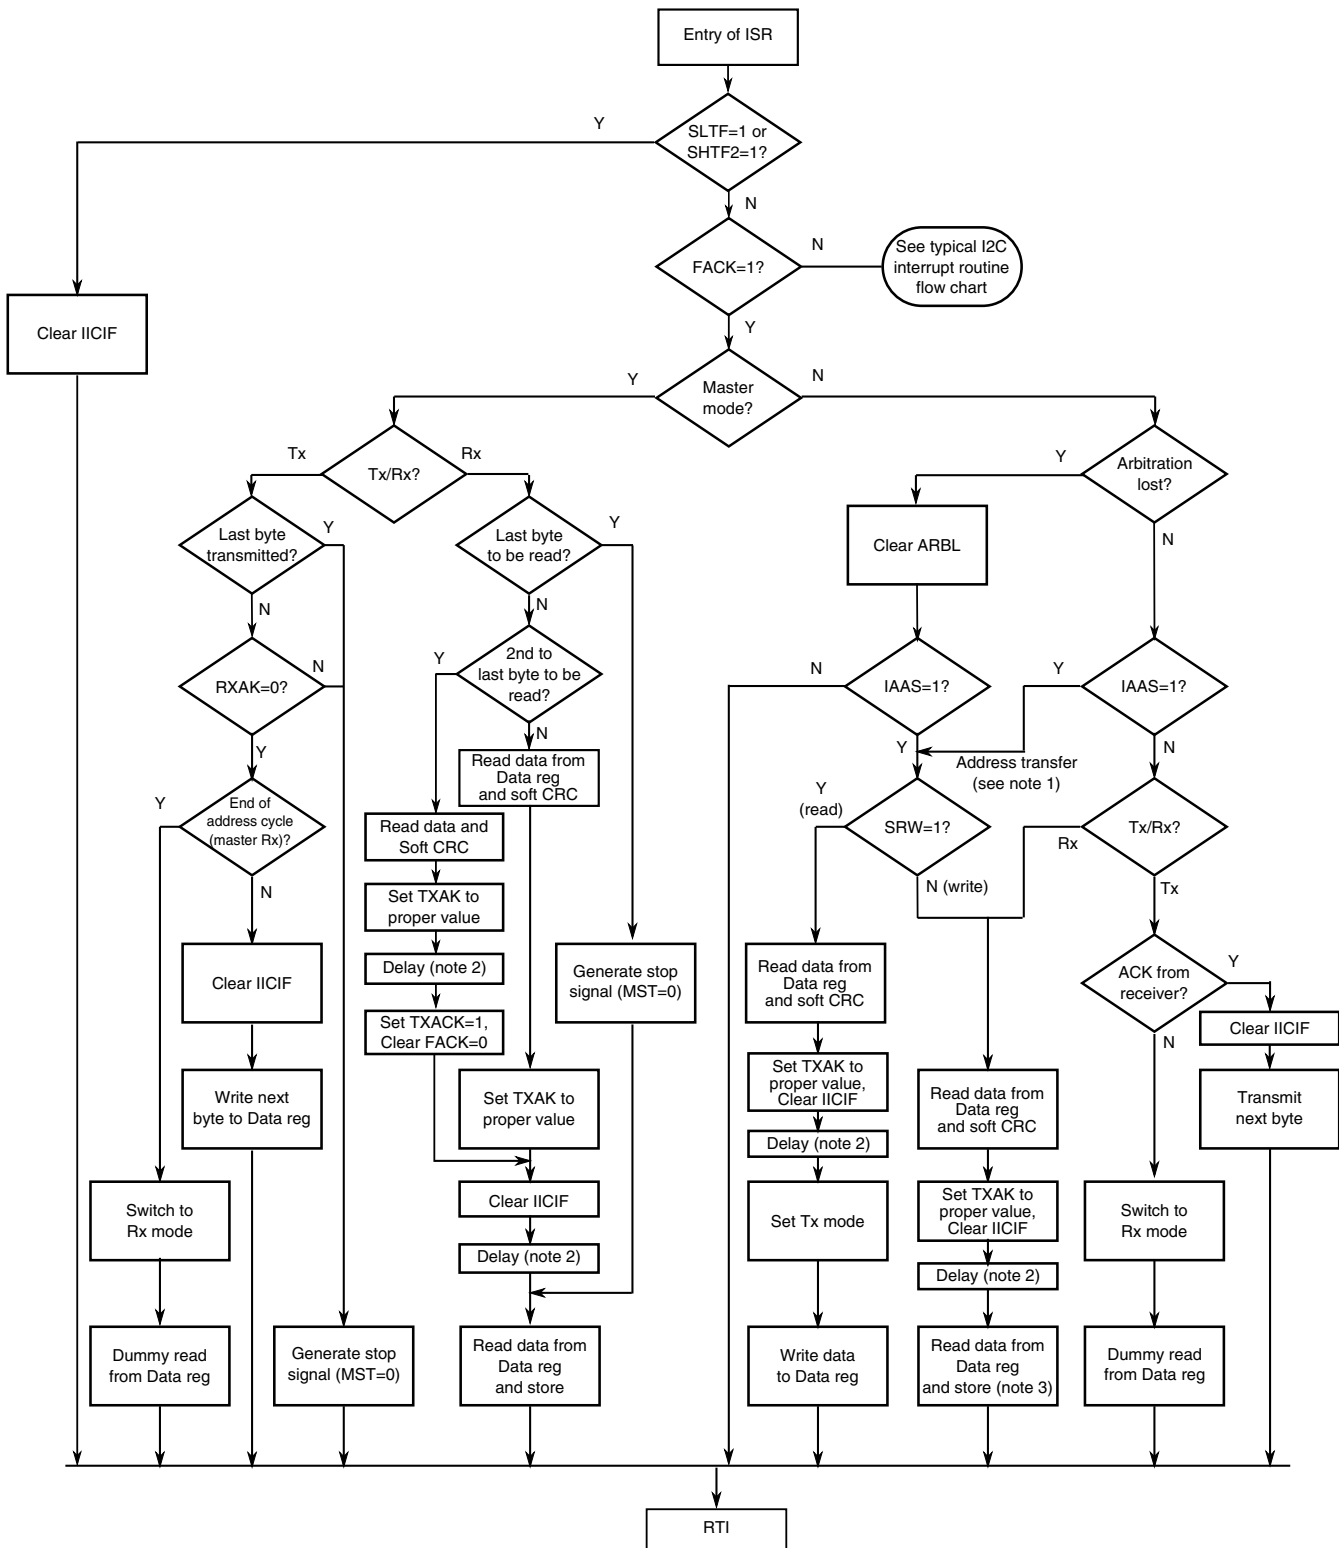 Entry of ISR
Y
SLTF=1 or
SHTF2=1?
N
FACK=1?
N
See typical I2C
interrupt routine
flow chart
Clear IICIF
Y
Y
Master
mode?
N
Tx
Tx/Rx?
Rx
Y
Arbitration
lost?
Last byte
transmitted?
Y
Last byte
to be read?
Y
Clear ARBL
N
N
N
RXAK=0?
N
Y
2nd to
last byte to be
read?
N
IAAS=1?
Y
IAAS=1?
Y
N
Y
N
Read data from
Data reg
and soft CRC
Address transfer
(see note 1)
Y
End of
address cycle
(master Rx)?
Y
(read)
SRW=1?
Rx
Tx/Rx?
Read data and
Soft CRC
N
N (write)
Tx
Set TXAK to
proper value
Clear IICIF
Delay (note 2)
Generate stop
signal (MST=0)
Read data from
Data reg
and soft CRC
ACK from
receiver?
Y
Set TXACK=1,
Clear FACK=0
Clear IICIF
N
Write next
byte to Data reg
Set TXAK to
proper value
Set TXAK to
proper value,
Clear IICIF
Read data from
Data reg
and soft CRC
Transmit
next byte
Delay (note 2)
Switch to
Rx mode
Clear IICIF
Set Tx mode
Set TXAK to
proper value,
Clear IICIF
Switch to
Rx mode
Delay (note 2)
Delay (note 2)
Dummy read
from Data reg
Generate stop
signal (MST=0)
Read data from
Data reg
and store
Write data
to Data reg
Read data from
Data reg
and store (note 3)
Dummy read
from Data reg
RTI